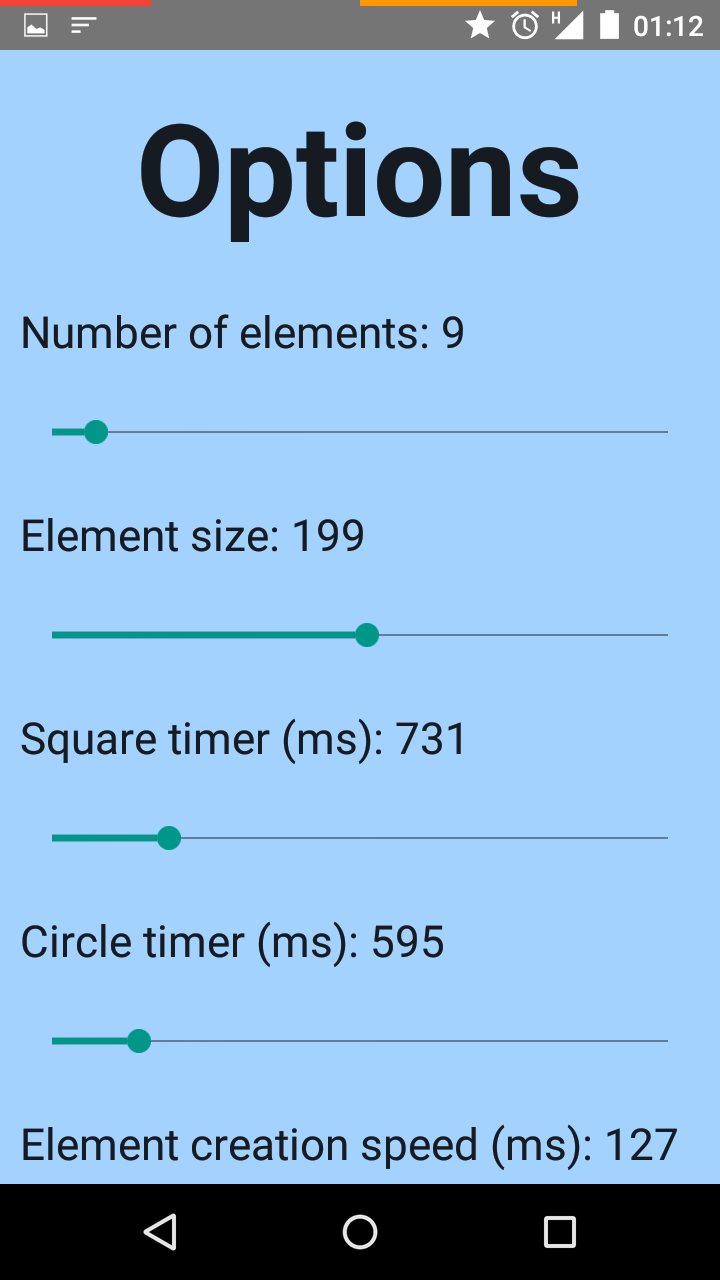 H 01:12
Options
Number of elements: 9
Element size: 199
Square timer (ms): 731
Circle timer (ms): 595
Element creation speed (ms): 127